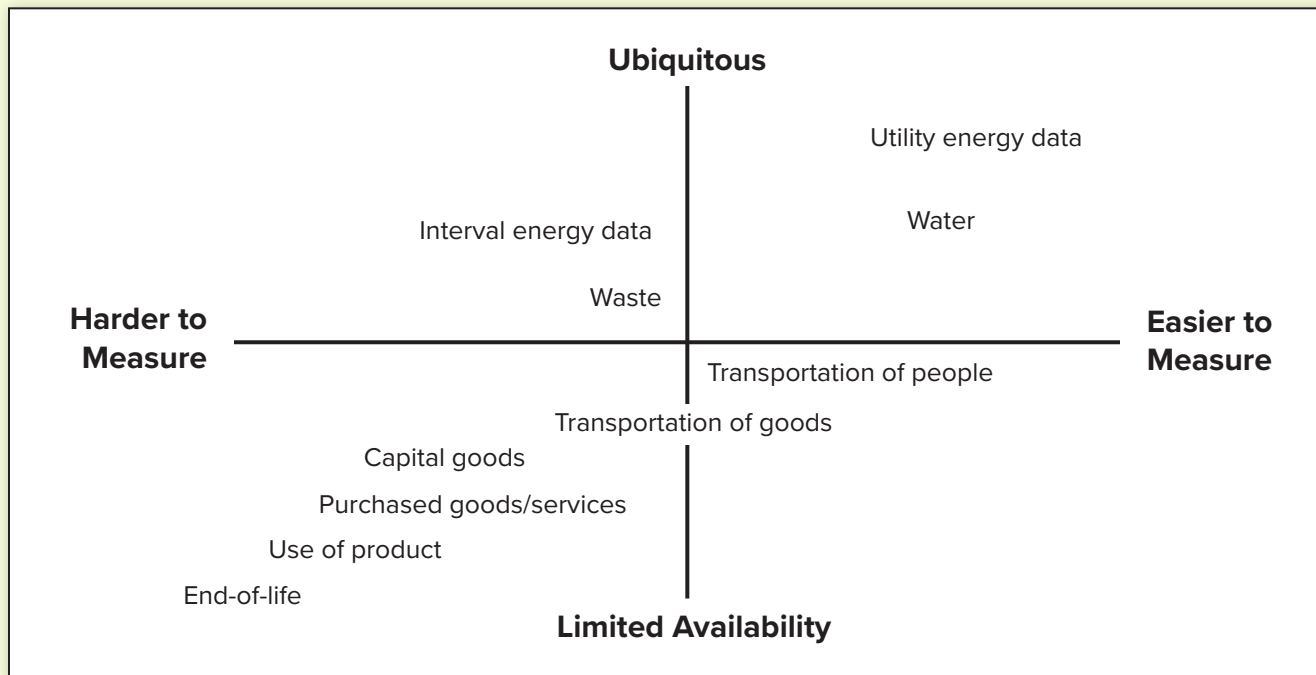 Ubiquitous
Utility energy data
Water
Interval energy data
Waste
Harder to
Measure
Easier to
Measure
Transportation of people
Transportation of goods
Capital goods
Purchased goods/services
Use of product
End-of-life
Limited Availability